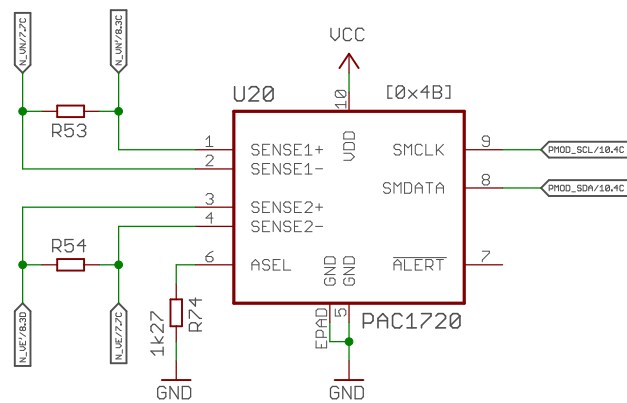 N_VN/7.7C
N_VN'/8.3C
VCC
U20
10
[0x4B]
R53
VDD
1
SENSE1+
SMCLK
9
PMOD_SCL/10.4C
2
SENSE1-
3
SENSE2+
SMDATA
8
PMOD_SDA/10.4C
4
SENSE2-
R54
6
ASEL
GND
GND
ALERT
7
N_VE'/8.3D
N_VE/7.7C
1k27
R74
EPAD
5
PAC1720
GND
GND